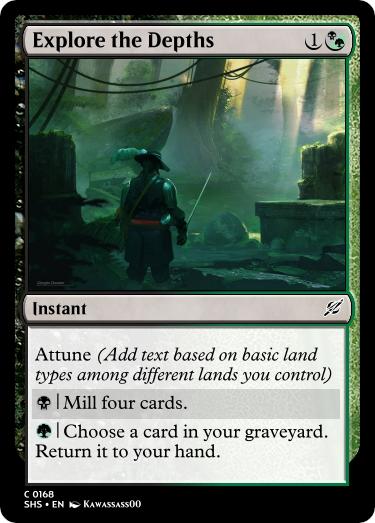 Explore the Depths 1
Instant
Attune (Add text based on basic land
types among different lands you control)
| Mill four cards.
| Choose a card in your graveyard.
Return it to your hand.
C 0168
SHS • EN Kawassass00